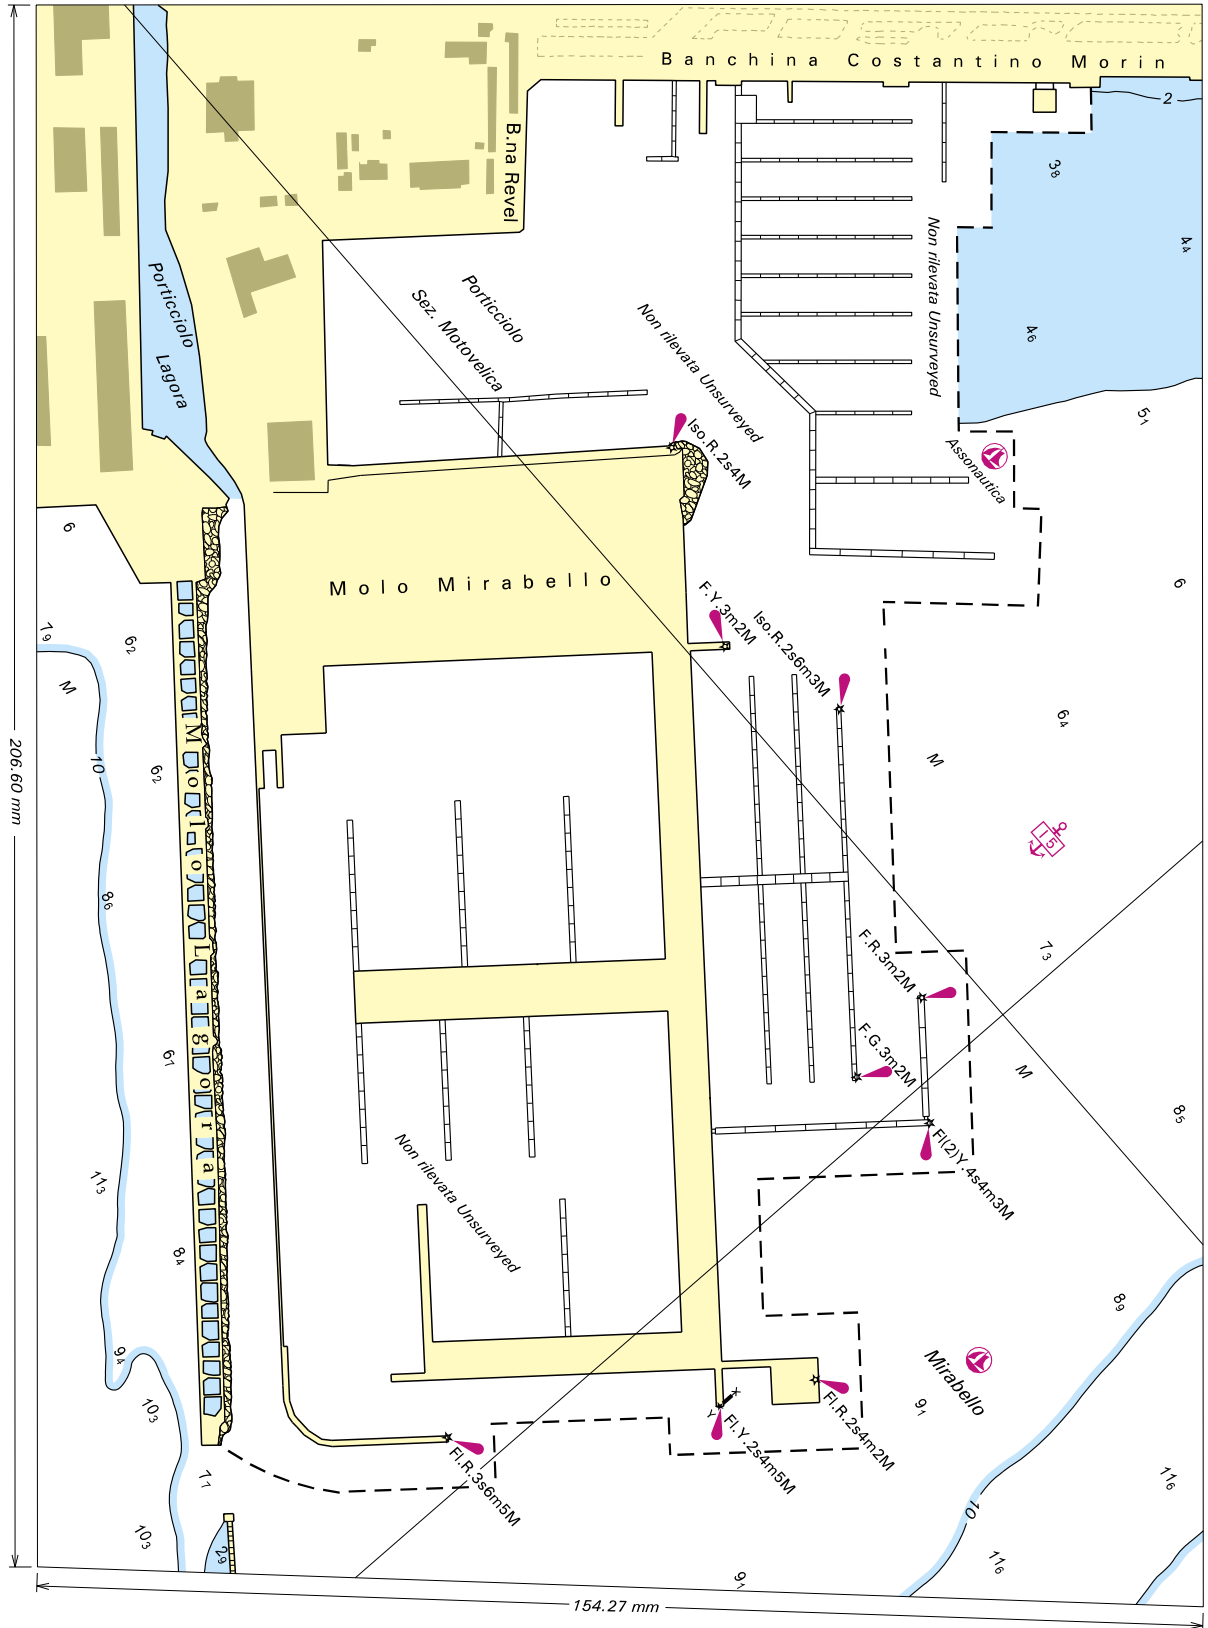 Banchina Costantino Morin
2
B.na Revel
3₈
4₄
Non rilevata Unsurveyed
Porticciolo
Lagora
Porticciolo
Sez. Motovelica
Non rilevata Unsurveyed
4₆
5₁
Iso.R.2s4M
Assonautica
6
Molo Mirabello
F.Y.3m2M
Iso.R.2s6m3M
6
7₉
6₂
M
6₄
10
6₂
Molo Lagora
M
206.60 mm
15
8₆
7₃
F.R.3m2M
F.G.3m2M
6₁
M
8₅
Fl(2)Y.4s4m3M
Non rilevata Unsurveyed
11₃
8₄
8₉
9₄
Mirabello
10₃
X
Y
Fl.R.2s4m2M
Fl.Y.2s4m5M
9₁
Fl.R.3s6m5M
7₇
11₆
10
10₃
2₉
11₆
9₁
154.27 mm